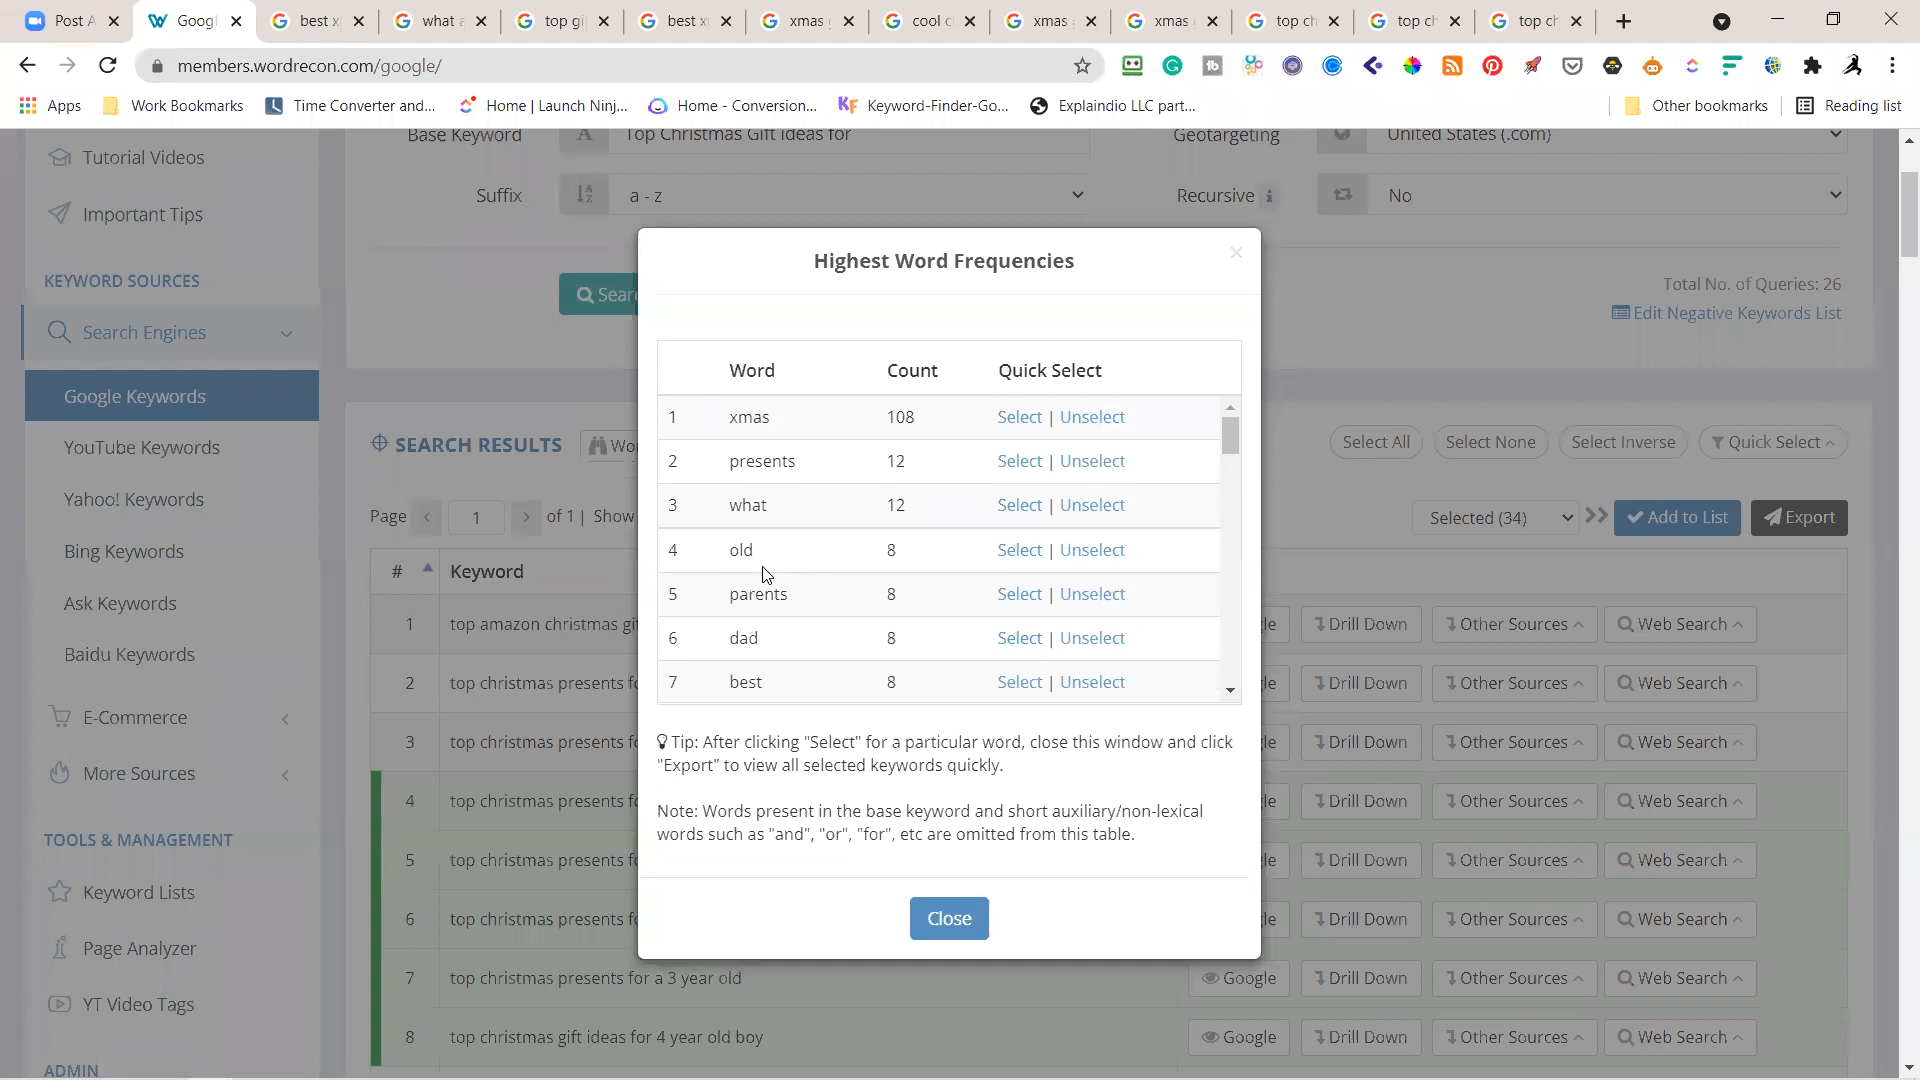 Post A
Googl
best x
what a
top gi
best x
xmas g
cool c
xmas
xmas
top ch
top ch
top ch
members.wordrecon.com/google/
Apps
Work Bookmarks
Time Converter and...
Home | Launch Ninj...
Home - Conversion...
Keyword-Finder-Go...
Explaindio LLC part...
Other bookmarks
Reading list
Tutorial Videos
Important Tips
KEYWORD SOURCES
Search Engines
Google Keywords
YouTube Keywords
Yahoo! Keywords
Bing Keywords
Ask Keywords
Baidu Keywords
E-Commerce
More Sources
TOOLS & MANAGEMENT
Keyword Lists
Page Analyzer
YT Video Tags
ADMIN
Base Keyword
Top Christmas Gift Ideas for
Geotargeting
United States (.com)
Suffix
a - z
Recursive
No
Sear
Total No. of Queries: 26
Edit Negative Keywords List
SEARCH RESULTS
Wo
Select All
Select None
Select Inverse
Quick Select
Page 1 of 1 | Show
Selected (34)
Add to List
Export
# Keyword
1 top amazon christmas gi
Drill Down Other Sources Web Search
2 top christmas presents f
Drill Down Other Sources Web Search
3 top christmas presents fo
Drill Down Other Sources Web Search
4 top christmas presents fo
Drill Down Other Sources Web Search
5 top christmas presents fo
Drill Down Other Sources Web Search
6 top christmas presents fo
Drill Down Other Sources Web Search
7 top christmas presents for a 3 year old
Google Drill Down Other Sources Web Search
8 top christmas gift ideas for 4 year old boy
Google Drill Down Other Sources Web Search
Highest Word Frequencies
Word Count Quick Select
1 xmas 108 Select | Unselect
2 presents 12 Select | Unselect
3 what 12 Select | Unselect
4 old 8 Select | Unselect
5 parents 8 Select | Unselect
6 dad 8 Select | Unselect
7 best 8 Select | Unselect
Tip: After clicking "Select" for a particular word, close this window and click
"Export" to view all selected keywords quickly.
Note: Words present in the base keyword and short auxiliary/non-lexical
words such as "and", "or", "for", etc are omitted from this table.
Close